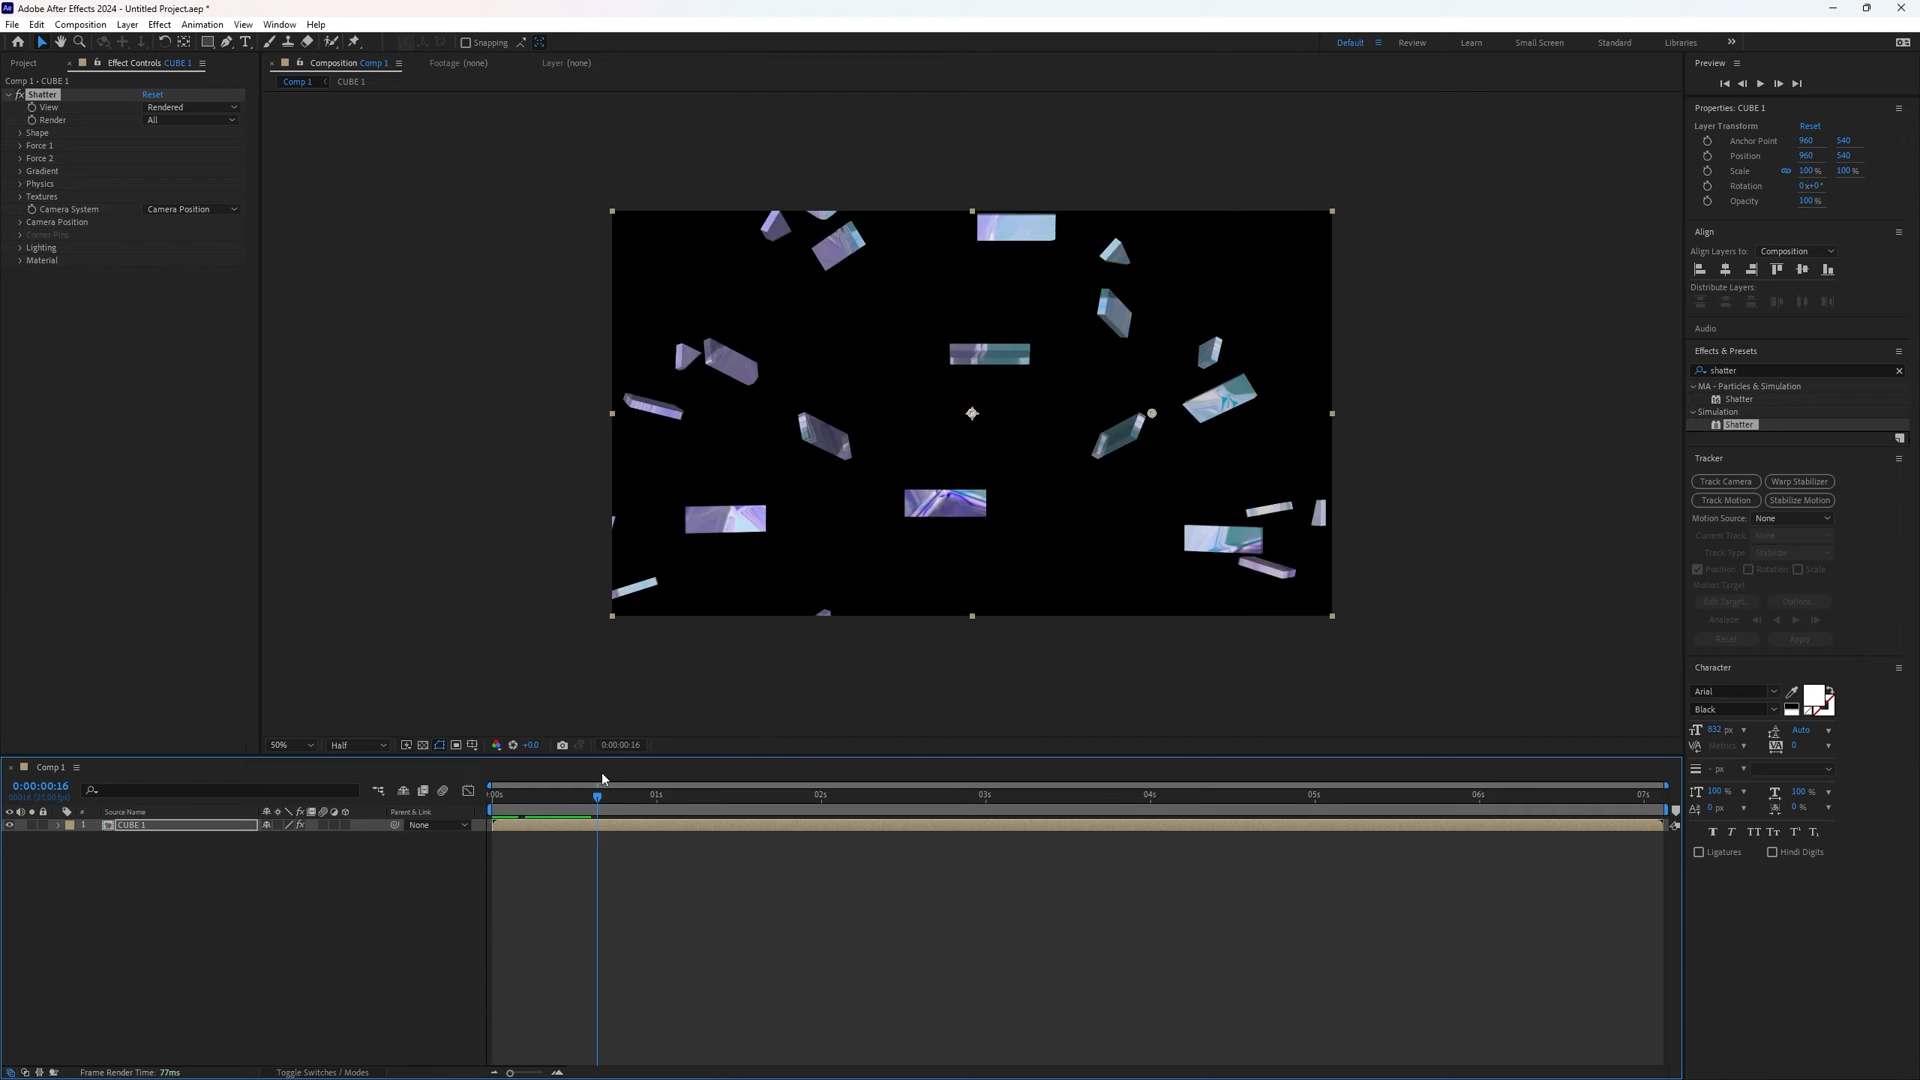 Adobe After Effects 2024 - Untitled Project.aep *
File Edit Composition Layer Effect Animation View Window Help
Snapping
Default Review Learn Small Screen Standard Libraries
Project Effect Controls CUBE 1
Comp 1 • CUBE 1
fx Shatter Reset
View Rendered
Render All
Shape
Force 1
Force 2
Gradient
Physics
Textures
Camera System Camera Position
Camera Position
Corner Pins
Lighting
Material
Composition Comp 1 Footage (none) Layer (none)
Comp 1 CUBE 1
50% Half +0.0 0:00:00:16
Preview
Properties: CUBE 1
Layer Transform Reset
Anchor Point 960 540
Position 960 540
Scale 100 % 100 %
Rotation 0x+0°
Opacity 100 %
Align
Align Layers to: Composition
Distribute Layers:
Audio
Effects & Presets
shatter
MA - Particles & Simulation
Shatter
Simulation
Shatter
Tracker
Track Camera Warp Stabilizer
Track Motion Stabilize Motion
Motion Source: None
Current Track: None
Track Type: Stabilize
Position Rotation Scale
Motion Target:
Edit Target... Options...
Analyze:
Reset Apply
Character
Arial
Black
832 px Auto
Metrics 0
- px
100 % 100 %
0 px 0 %
Ligatures Hindi Digits
Comp 1
0:00:00:16
00016 (25.00 fps)
:00s 01s 02s 03s 04s 05s 06s 07s
# Source Name Parent & Link
1 CUBE 1 None
Frame Render Time: 77ms Toggle Switches / Modes